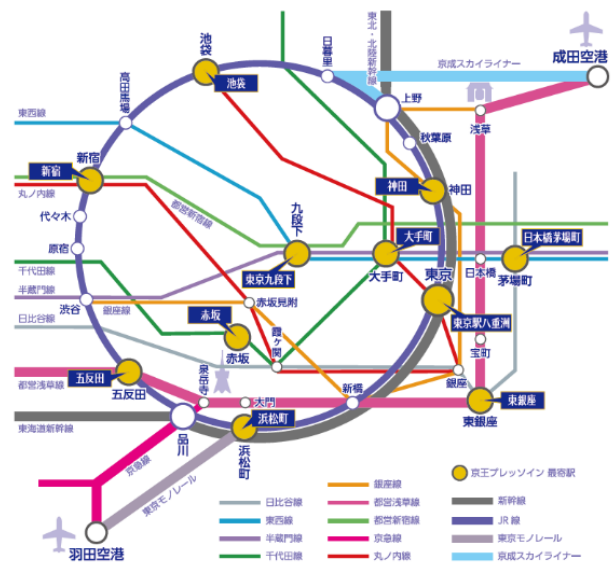 池袋
池袋
日暮里
東北・北陸新幹線
京成スカイライナー
成田空港
高田馬場
上野
浅草
東西線
秋葉原
新宿
新宿
神田
神田
丸ノ内線
都営新宿線
代々木
九段下
大手町
日本橋茅場町
原宿
東京九段下
大手町
東京
日本橋
茅場町
千代田線
半蔵門線
渋谷
銀座線
赤坂見附
日比谷線
赤坂
赤坂
霞ヶ関
東京駅八重洲
宝町
五反田
五反田
泉岳寺
銀座
都営浅草線
大門
新橋
東銀座
東銀座
東海道新幹線
品川
浜松町
浜松町
京急線
東京モノレール
羽田空港
銀座線
京王プレッソイン 最寄駅
日比谷線
都営浅草線
新幹線
東西線
都営新宿線
JR線
半蔵門線
京急線
東京モノレール
千代田線
丸ノ内線
京成スカイライナー